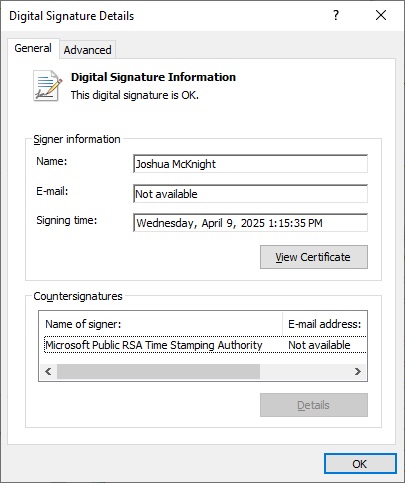 Digital Signature Details
?
General
Advanced
Digital Signature Information
This digital signature is OK.
Signer information
Name:
Joshua McKnight
E-mail:
Not available
Signing time:
Wednesday, April 9, 2025 1:15:35 PM
View Certificate
Countersignatures
Name of signer:
E-mail address:
Microsoft Public RSA Time Stamping Authority
Not available
Details
OK